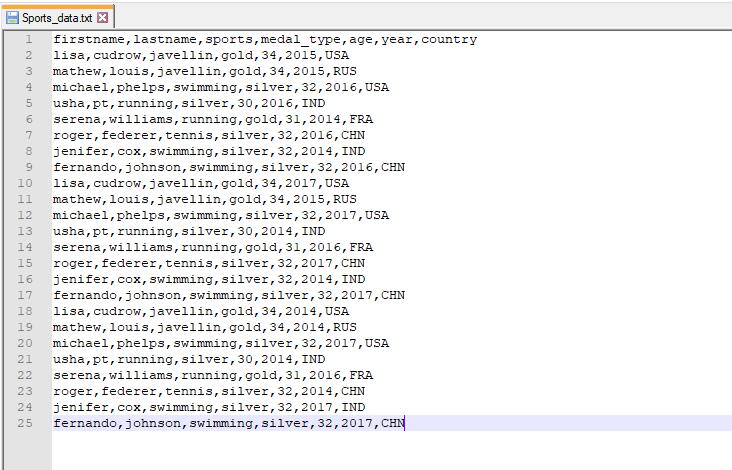 Sports_data.txt
1 firstname,lastname,sports,medal_type,age,year,country
2 lisa,cudrow,javellin,gold,34,2015,USA
3 mathew,louis,javellin,gold,34,2015,RUS
4 michael,phelps,swimming,silver,32,2016,USA
5 usha,pt,running,silver,30,2016,IND
6 serena,williams,running,gold,31,2014,FRA
7 roger,federer,tennis,silver,32,2016,CHN
8 jenifer,cox,swimming,silver,32,2014,IND
9 fernando,johnson,swimming,silver,32,2016,CHN
10 lisa,cudrow,javellin,gold,34,2017,USA
11 mathew,louis,javellin,gold,34,2015,RUS
12 michael,phelps,swimming,silver,32,2017,USA
13 usha,pt,running,silver,30,2014,IND
14 serena,williams,running,gold,31,2016,FRA
15 roger,federer,tennis,silver,32,2017,CHN
16 jenifer,cox,swimming,silver,32,2014,IND
17 fernando,johnson,swimming,silver,32,2017,CHN
18 lisa,cudrow,javellin,gold,34,2014,USA
19 mathew,louis,javellin,gold,34,2014,RUS
20 michael,phelps,swimming,silver,32,2017,USA
21 usha,pt,running,silver,30,2014,IND
22 serena,williams,running,gold,31,2016,FRA
23 roger,federer,tennis,silver,32,2014,CHN
24 jenifer,cox,swimming,silver,32,2017,IND
25 fernando,johnson,swimming,silver,32,2017,CHN